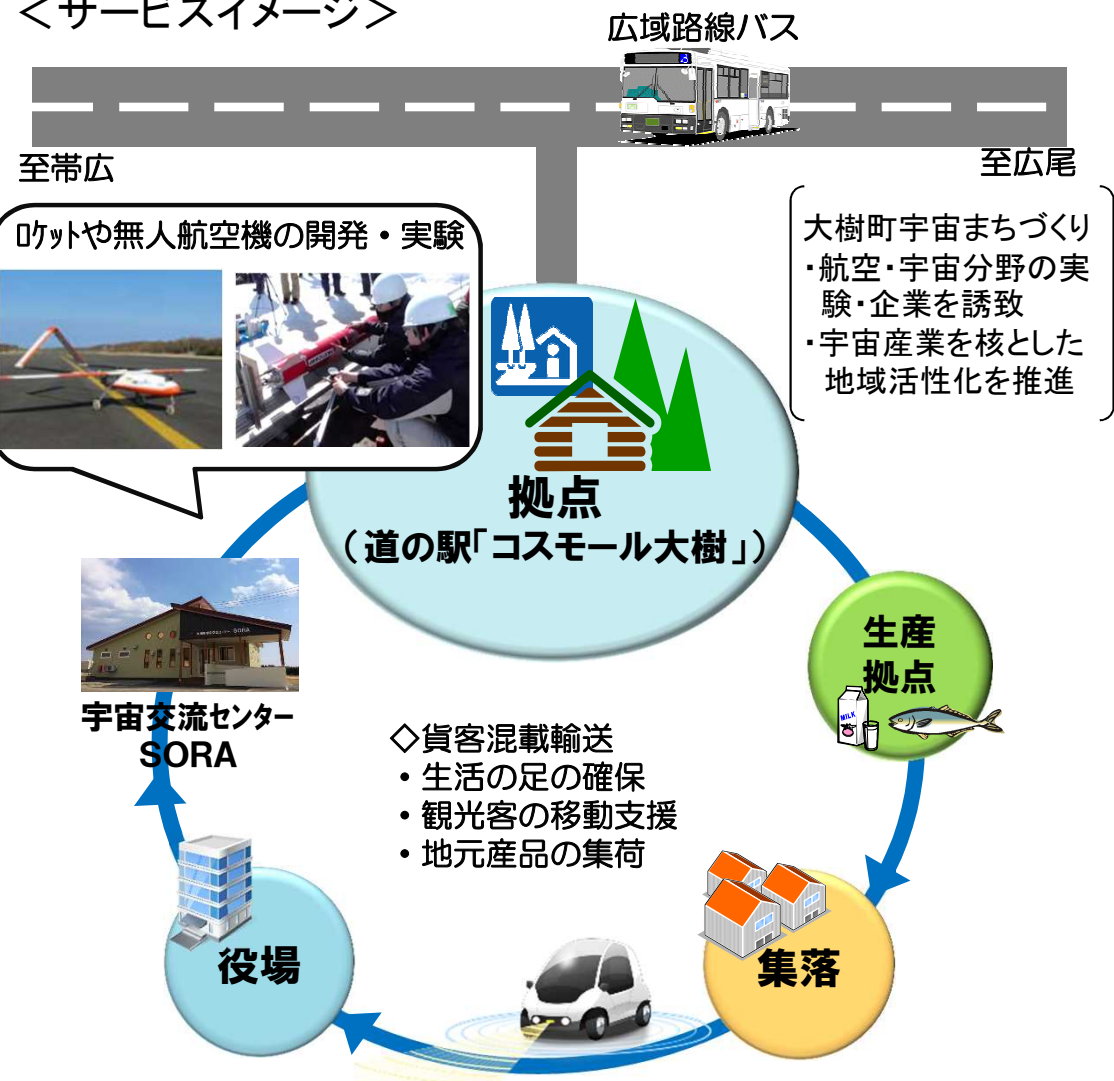 ＜サービスイメージ＞
広域路線バス
至帯広
至広尾
ﾛｹｯﾄや無人航空機の開発・実験
大樹町宇宙まちづくり
・航空・宇宙分野の実
験・企業を誘致
・宇宙産業を核とした
地域活性化を推進
拠点
（道の駅「コスモール大樹」）
生産
拠点
MILK
SORA
宇宙交流ｾﾝﾀｰ
SORA
◇貨客混載輸送
・生活の足の確保
・観光客の移動支援
・地元産品の集荷
役場
集落